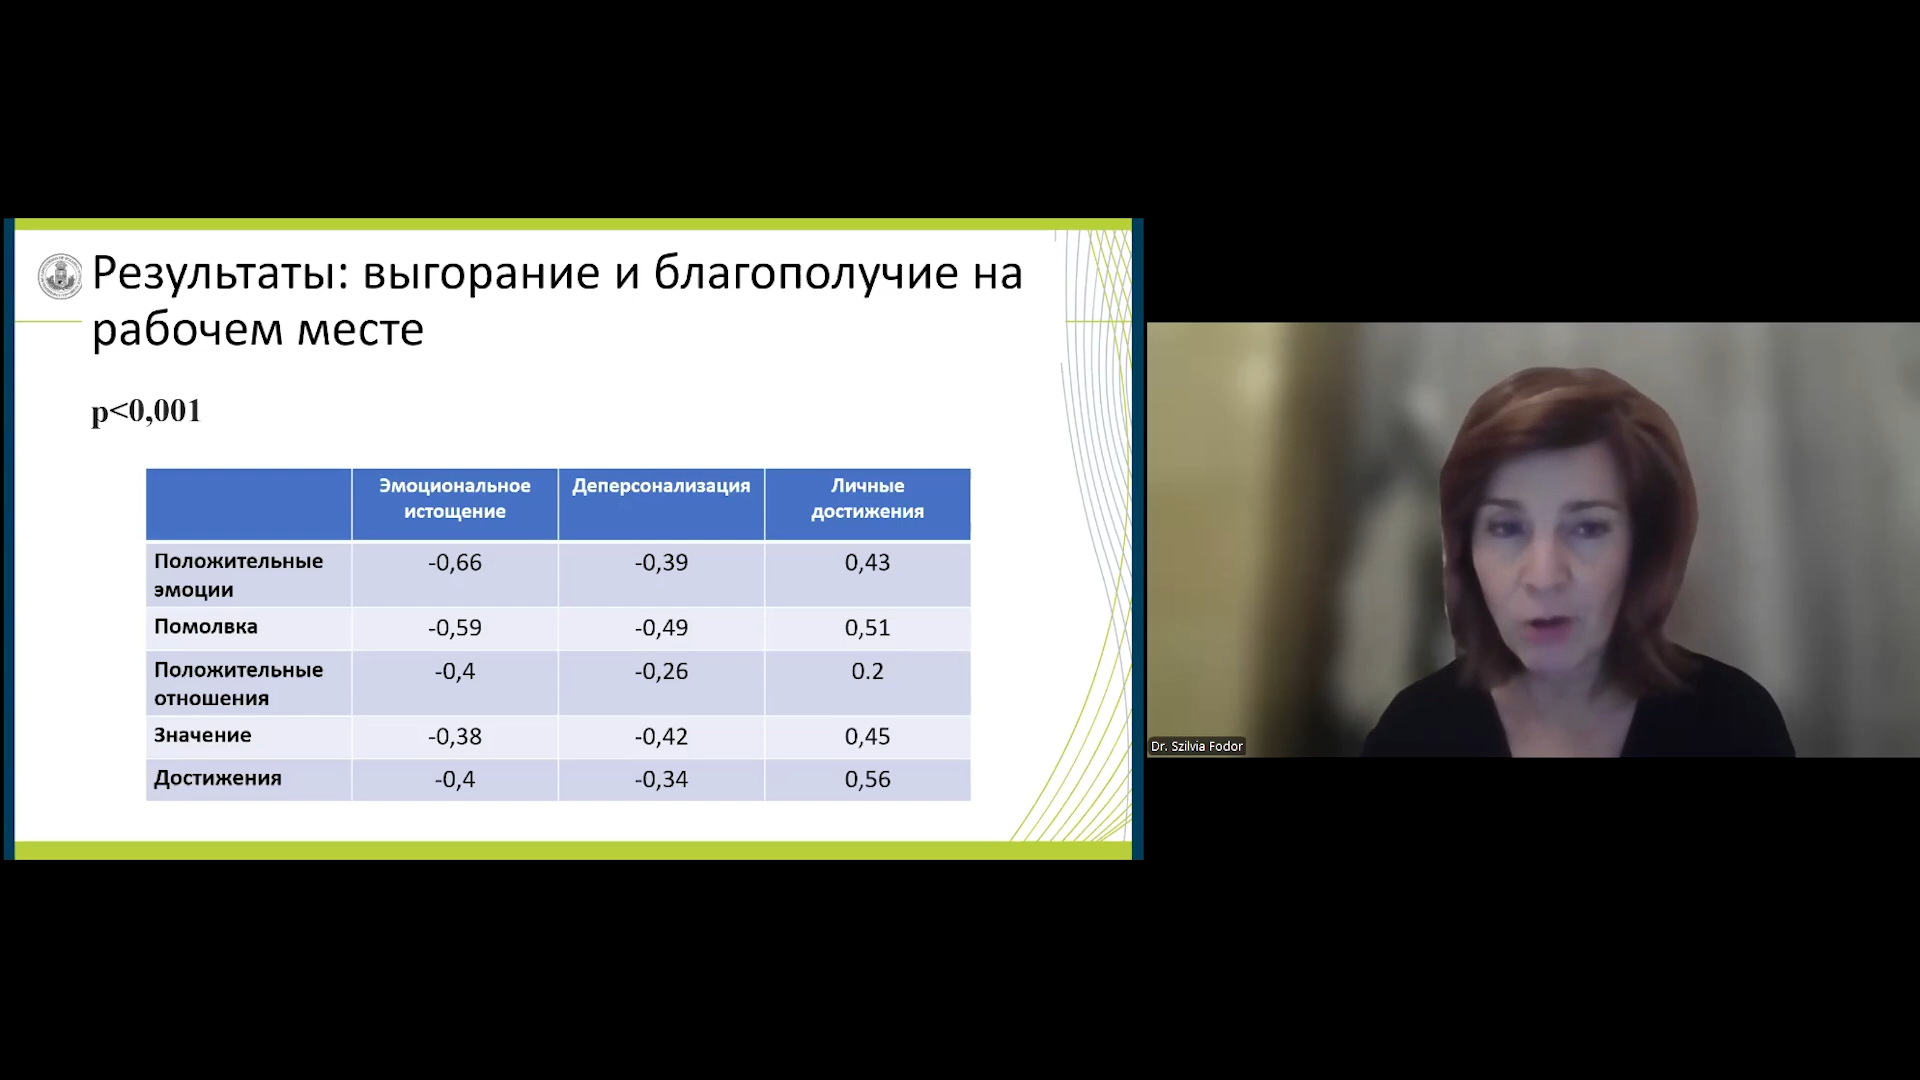 Результаты: выгорание и благополучие на
рабочем месте
p<0,001
Эмоциональное
истощение
Деперсонализация
Личные
достижения
Положительные
эмоции
-0,66
-0,39
0,43
Помолвка
-0,59
-0,49
0,51
Положительные
отношения
-0,4
-0,26
0.2
Значение
-0,38
-0,42
0,45
Достижения
-0,4
-0,34
0,56
Dr. Szilvia Fodor